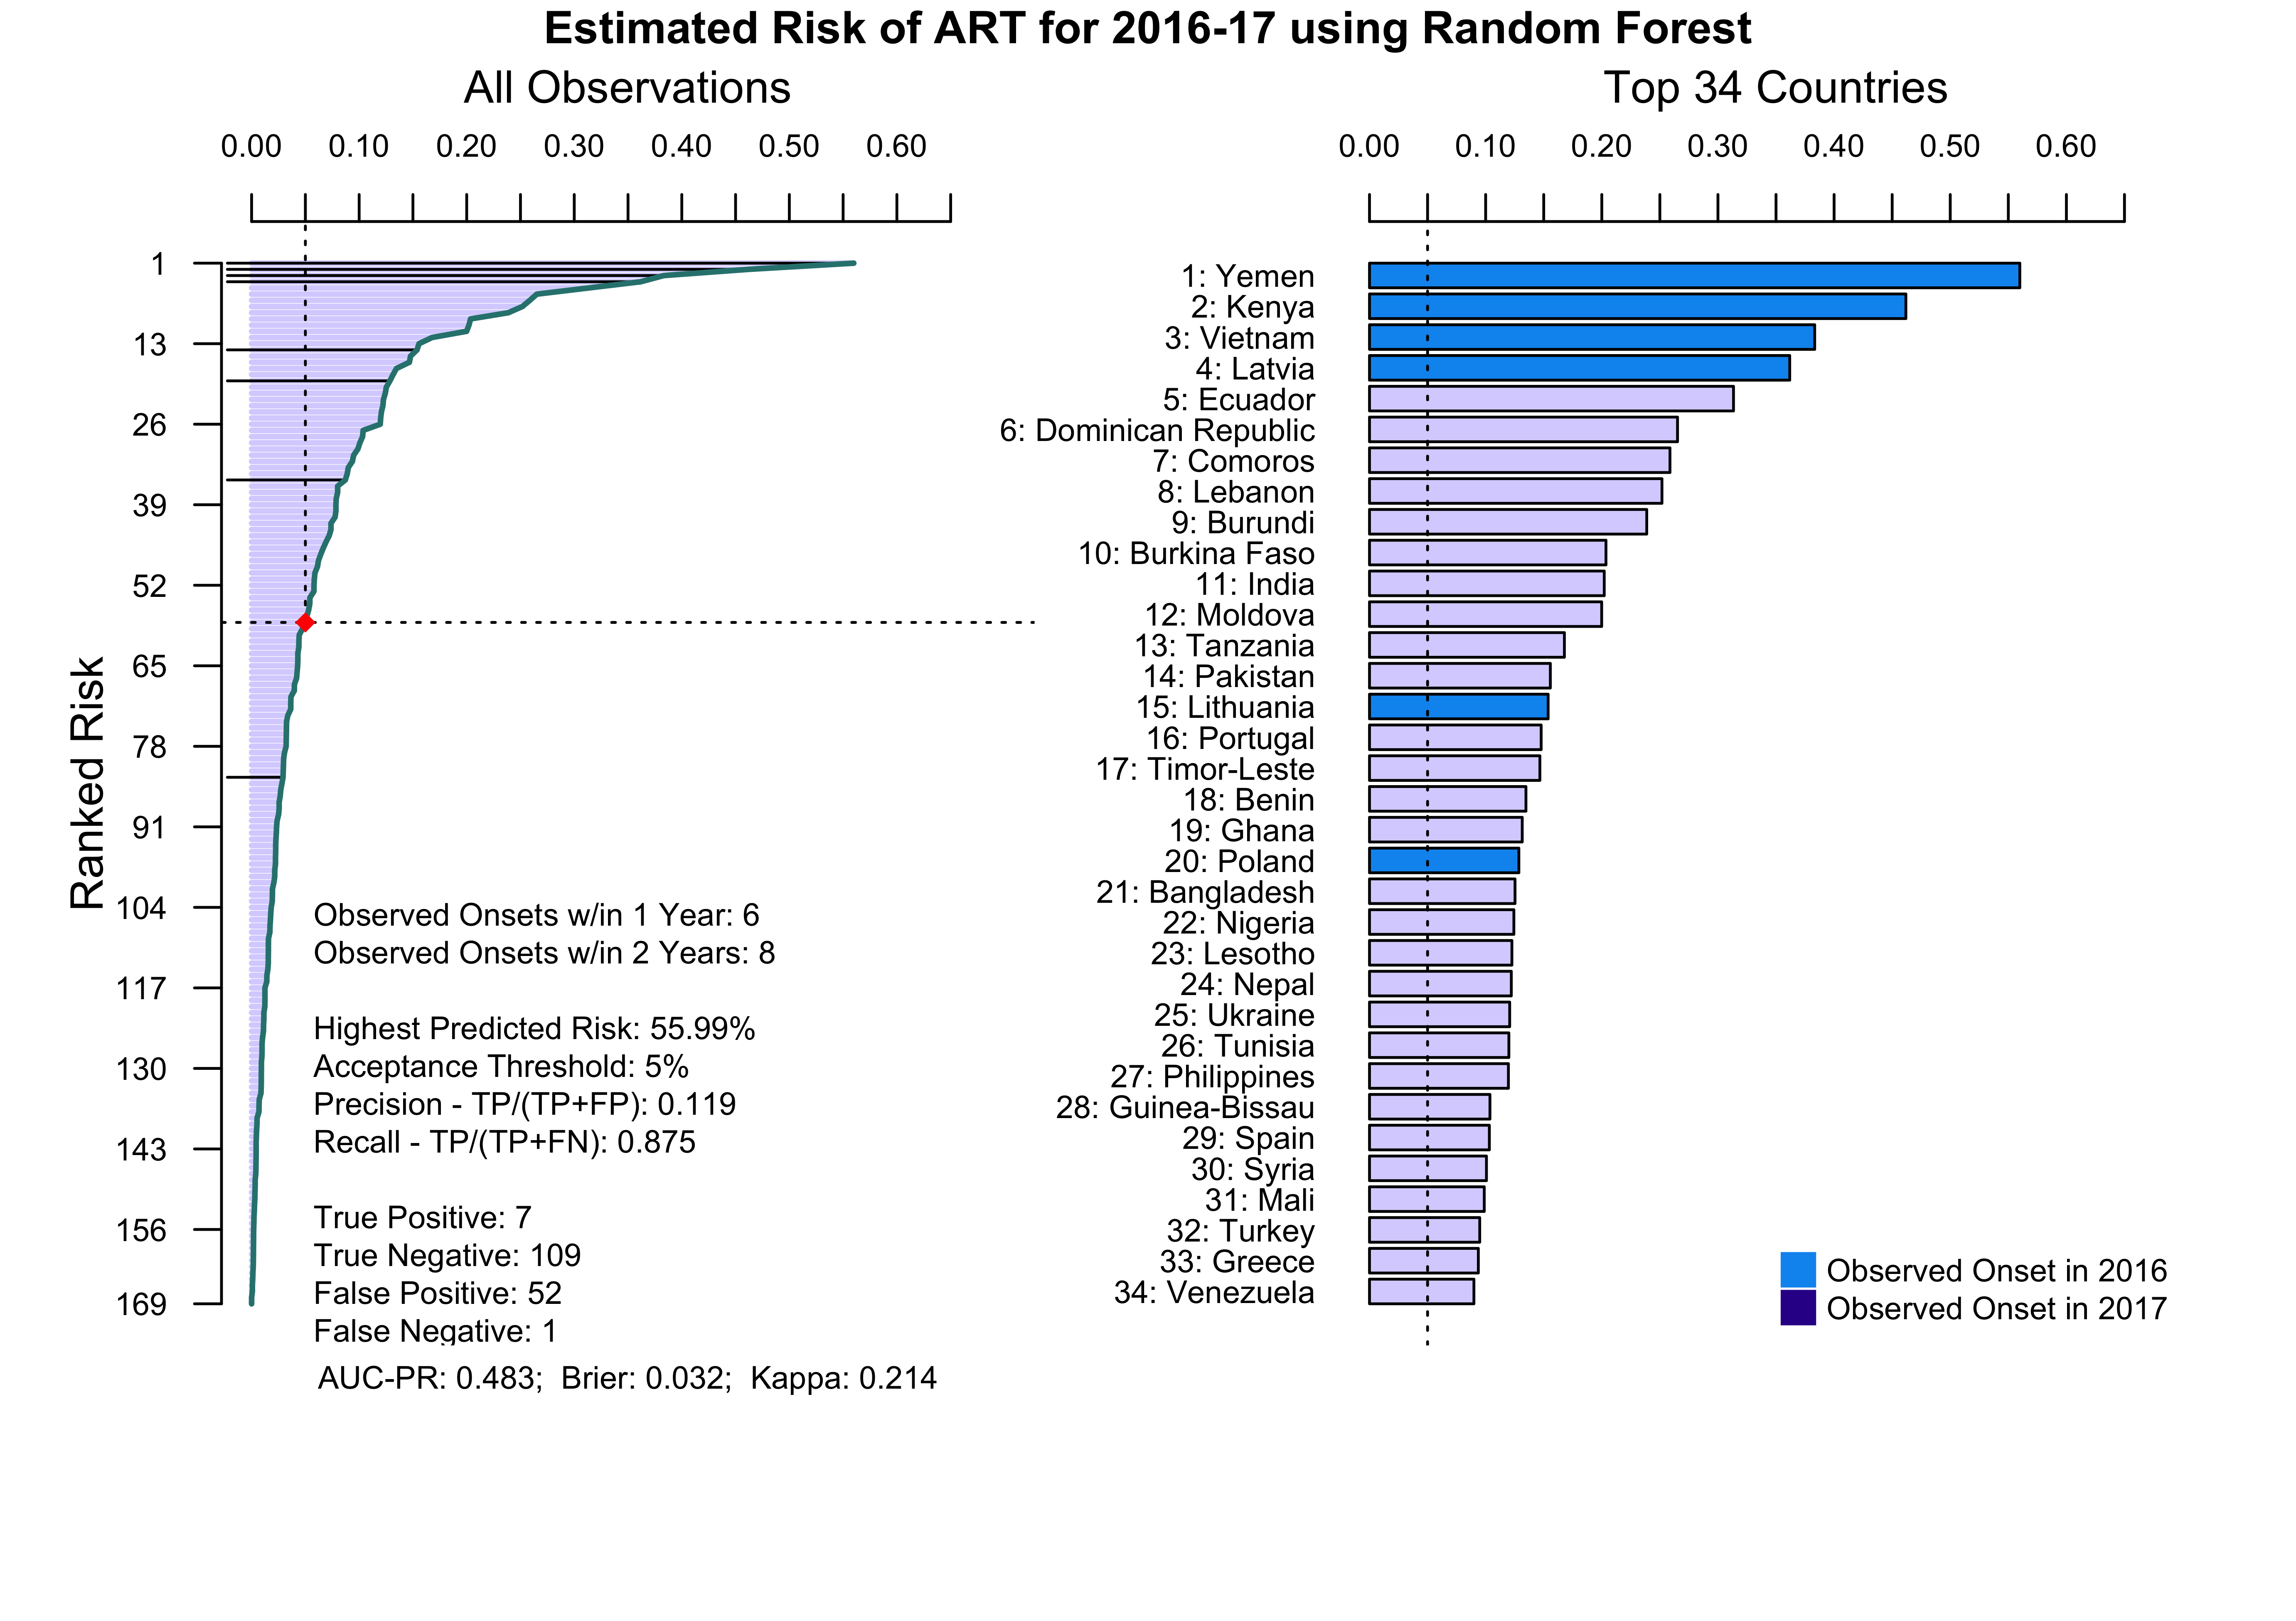 Estimated Risk of ART for 2016-17 using Random Forest
All Observations
0.00 0.10 0.20 0.30 0.40 0.50 0.60
Ranked Risk
1
13
26
39
52
65
78
91
104
117
130
143
156
169
Observed Onsets w/in 1 Year: 6
Observed Onsets w/in 2 Years: 8
Highest Predicted Risk: 55.99%
Acceptance Threshold: 5%
Precision - TP/(TP+FP): 0.119
Recall - TP/(TP+FN): 0.875
True Positive: 7
True Negative: 109
False Positive: 52
False Negative: 1
AUC-PR: 0.483; Brier: 0.032; Kappa: 0.214
Top 34 Countries
0.00 0.10 0.20 0.30 0.40 0.50 0.60
1: Yemen
2: Kenya
3: Vietnam
4: Latvia
5: Ecuador
6: Dominican Republic
7: Comoros
8: Lebanon
9: Burundi
10: Burkina Faso
11: India
12: Moldova
13: Tanzania
14: Pakistan
15: Lithuania
16: Portugal
17: Timor-Leste
18: Benin
19: Ghana
20: Poland
21: Bangladesh
22: Nigeria
23: Lesotho
24: Nepal
25: Ukraine
26: Tunisia
27: Philippines
28: Guinea-Bissau
29: Spain
30: Syria
31: Mali
32: Turkey
33: Greece
34: Venezuela
Observed Onset in 2016
Observed Onset in 2017